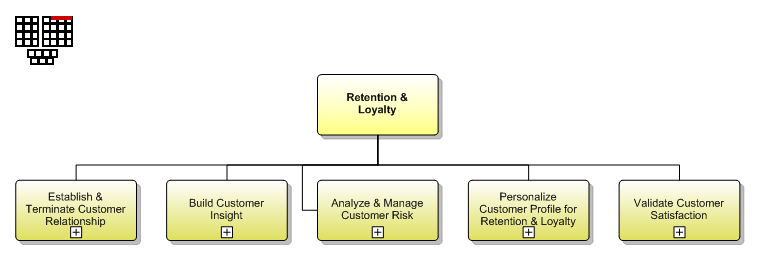 Retention &
Loyalty
Establish &
Terminate Customer
Relationship
Build Customer
Insight
Analyze & Manage
Customer Risk
Personalize
Customer Profile for
Retention & Loyalty
Validate Customer
Satisfaction